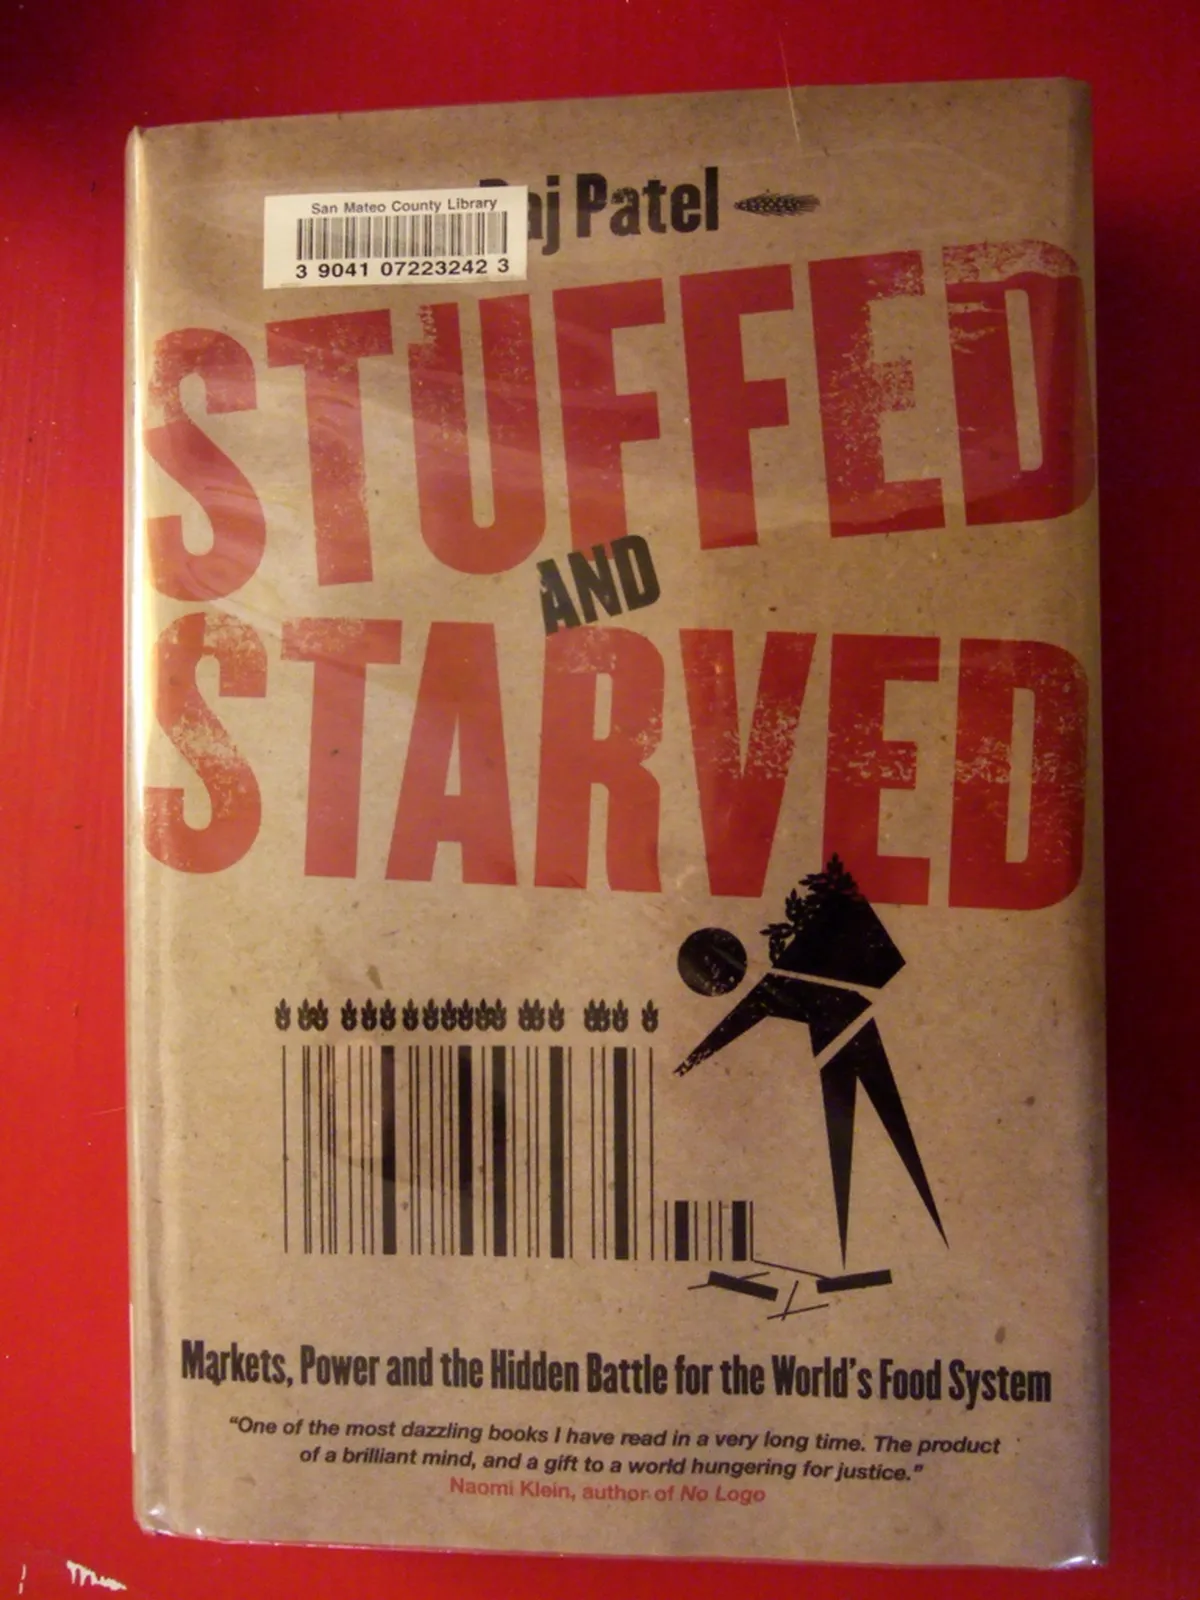 San Mateo County Library
3 9041 07223242 3
Raj Patel
STUFFED
AND
STARVED
Markets, Power and the Hidden Battle for the World's Food System
"One of the most dazzling books I have read in a very long time. The product
of a brilliant mind, and a gift to a world hungering for justice."
Naomi Klein, author of No Logo